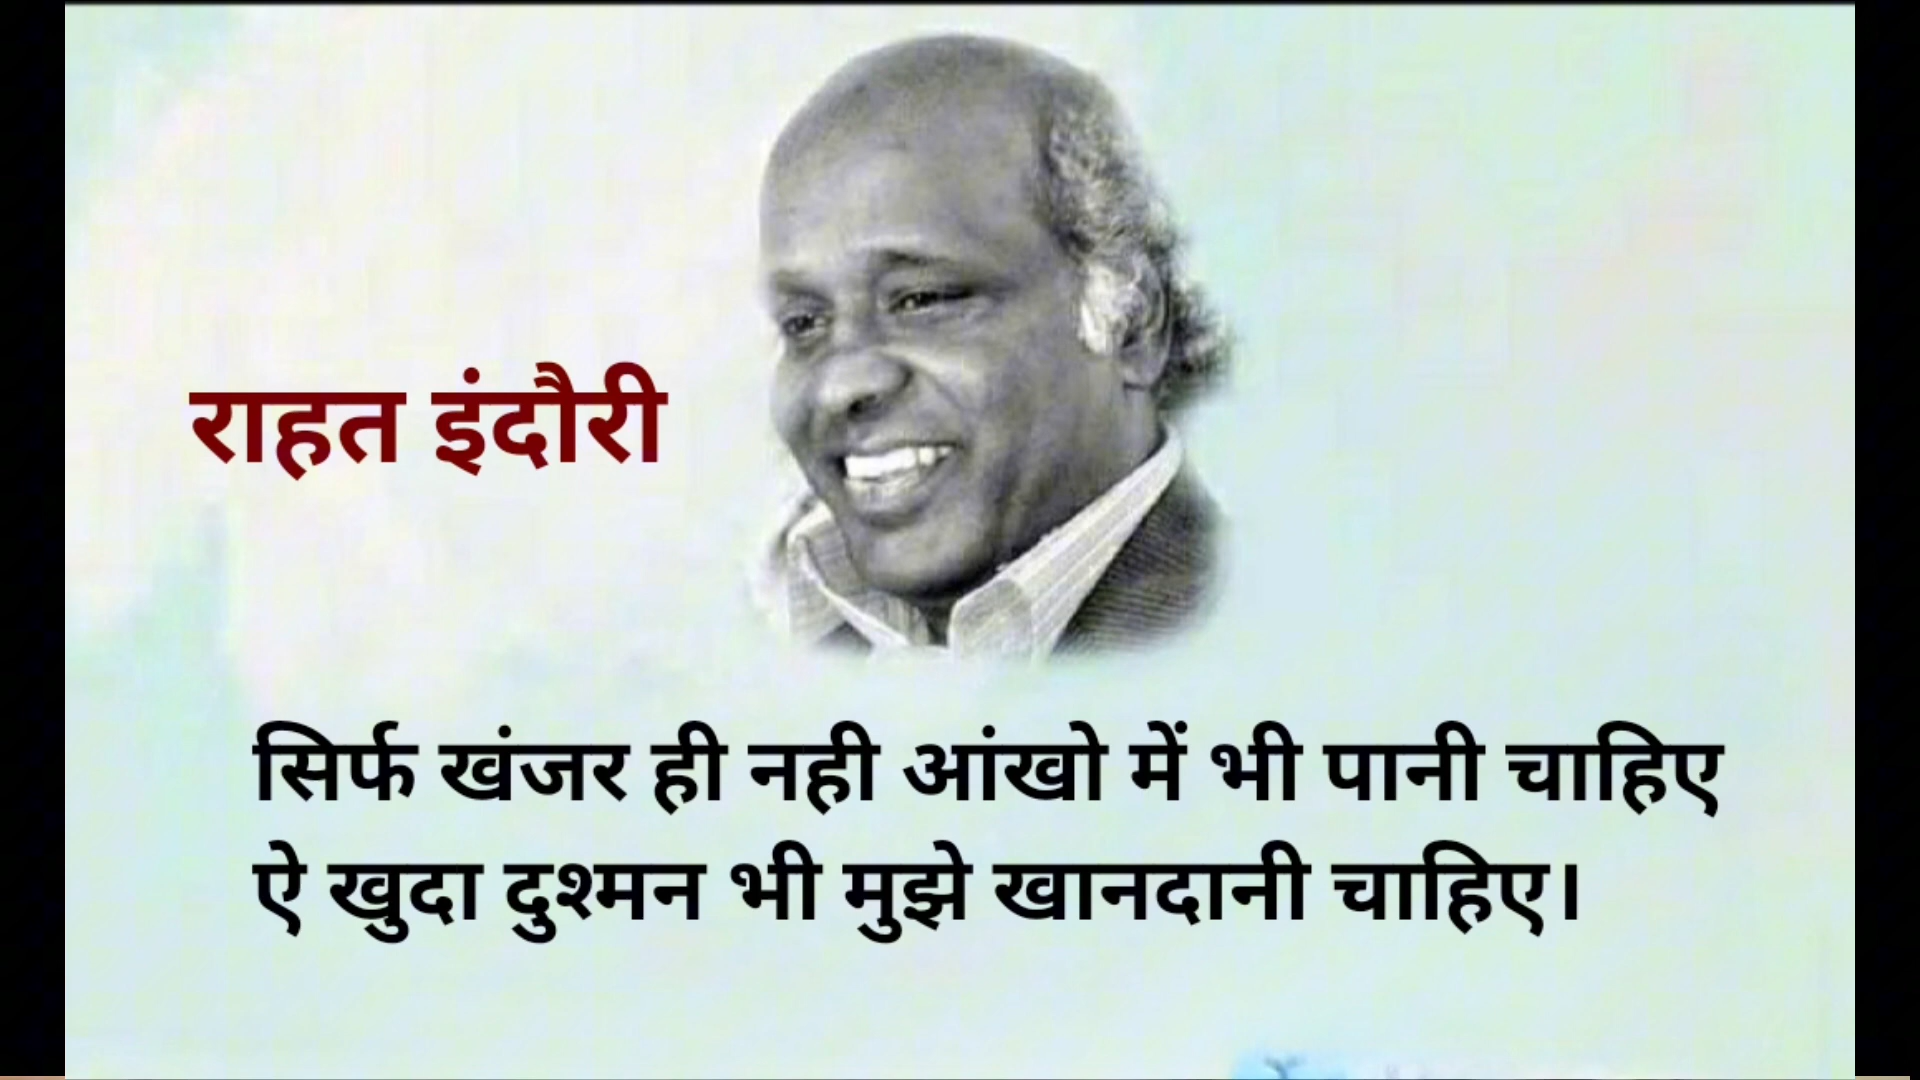 राहत इंदौरी
सिर्फ खंजर ही नही आंखो में भी पानी चाहिए
ऐ खुदा दुश्मन भी मुझे खानदानी चाहिए।